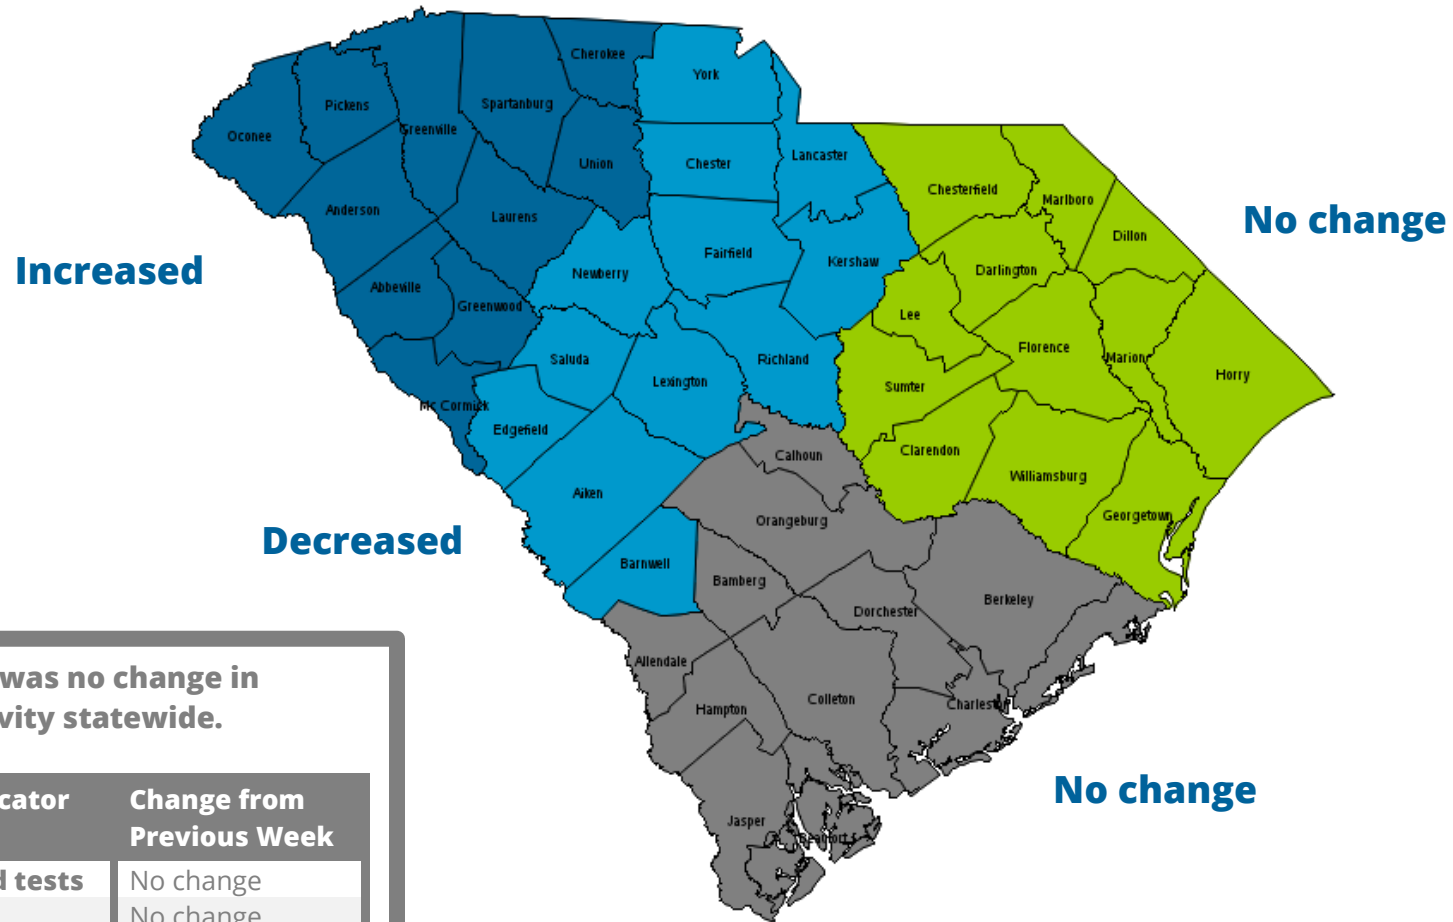 Cherokee
York
Pickens
Spartanburg
Greenville
Oconee
Union
Chester
Lancaster
Chesterfield
Marlboro
Anderson
Laurens
Dillon
No change
Fairfield
Kershaw
Darlington
Increased
Newberry
Abbeville
Greenwood
Lee
Florence
Saluda
Richland
Marion
Horry
Lexington
Sumter
Mc Cormick
Edgefield
Calhoun
Clarendon
Williamsburg
Aiken
Orangeburg
Georgetown
Decreased
Barnwell
Bamberg
Berkeley
Dorchester
Allendale
Colleton
Charleston
Hampton
No change
Jasper
Beaufort
was no change in
vity statewide.
cator
Change from
Previous Week
d tests
No change
No change